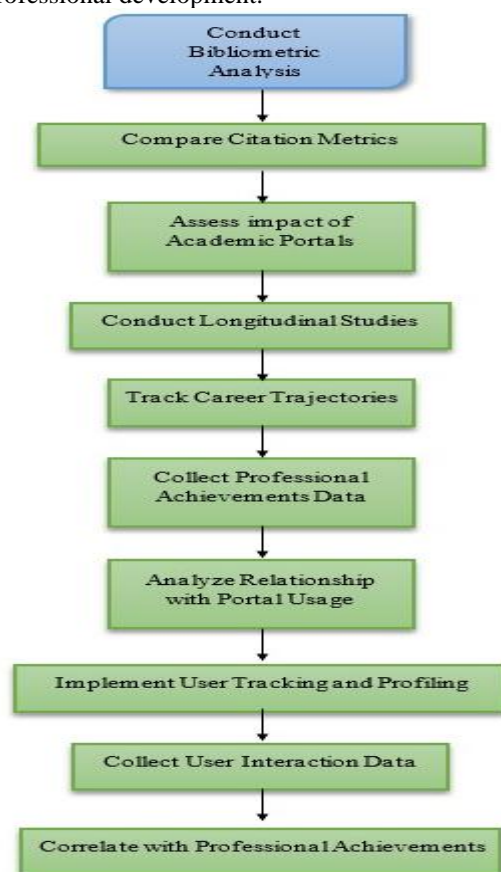 rofessional development.
Conduct
Bibliometric
Analysis
Compare Citation Metrics
Assess impact of
Academic Portals
Conduct Longitudinal Studies
Track Career Trajectories
Collect Professional
Achievements Data
Analyze Relationship
with Portal Usage
Implement User Tracking and Profiling
Collect User Interaction Data
Correlate with Professional Achievements